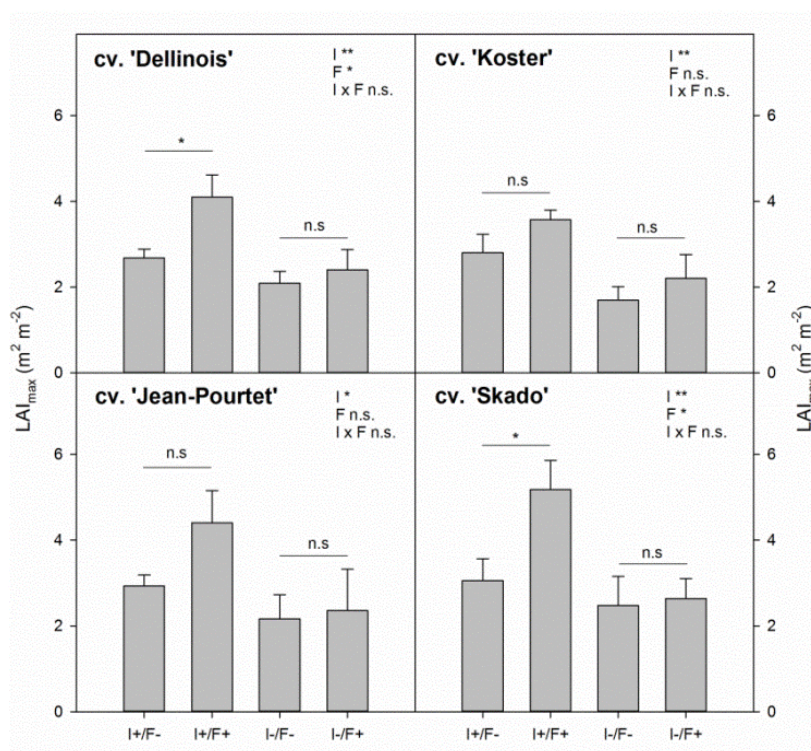 cv. 'Dellinois'
I **
F *
I x F n.s.
*
n.s
cv. 'Koster'
I **
F n.s.
I x F n.s.
n.s
n.s
6
4
2
0
6
4
2
0
cv. 'Jean-Pourtet'
I *
F n.s.
I x F n.s.
n.s
n.s
cv. 'Skado'
I **
F *
I x F n.s.
*
n.s
6
4
2
0
6
4
2
0
LAImax (m2 m-2)
LAImax (m2 m-2)
I+/F- I+/F+ I-/F- I-/F+
I+/F- I+/F+ I-/F- I-/F+